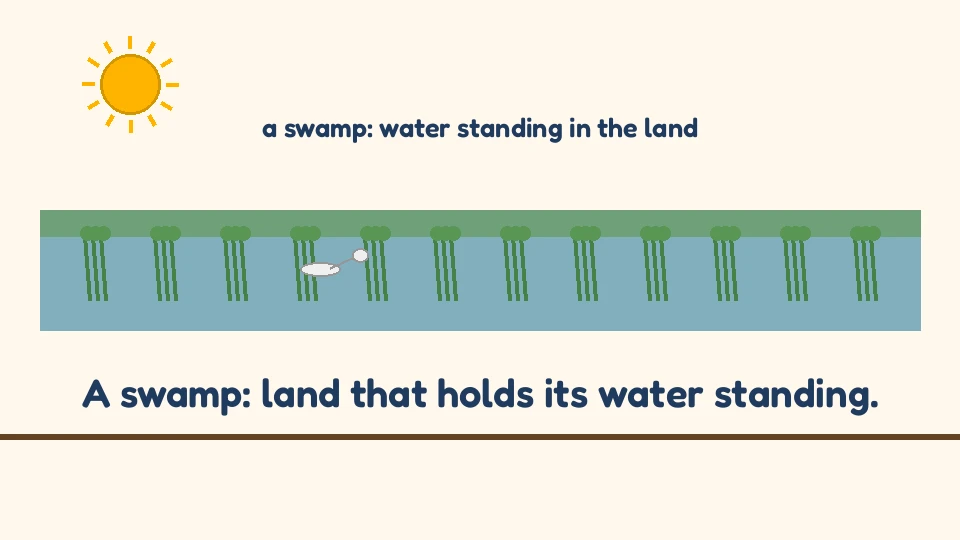 a swamp: water standing in the land
A swamp: land that holds its water standing.